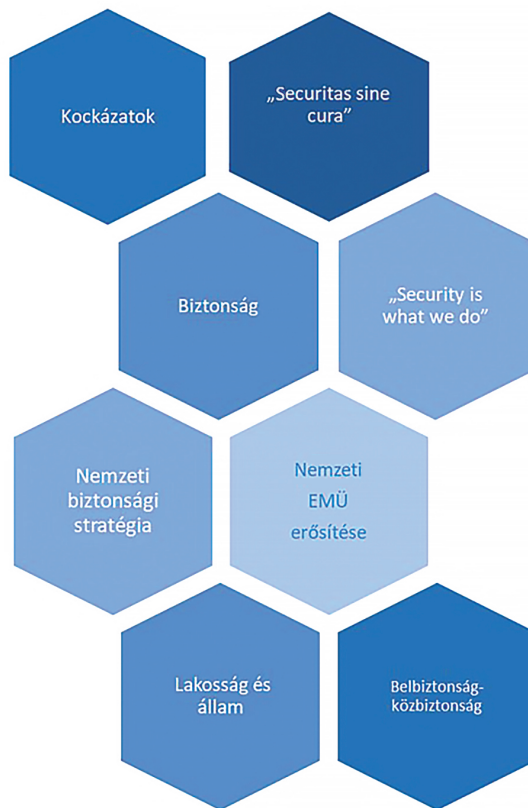 Kockázatok
„Securitas sine
cura”
Biztonság
„Security is
what we do”
Nemzeti
biztonsági
stratégia
Nemzeti
EMÜ
erősítése
Lakosság és
állam
Belbiztonság-
közbiztonság